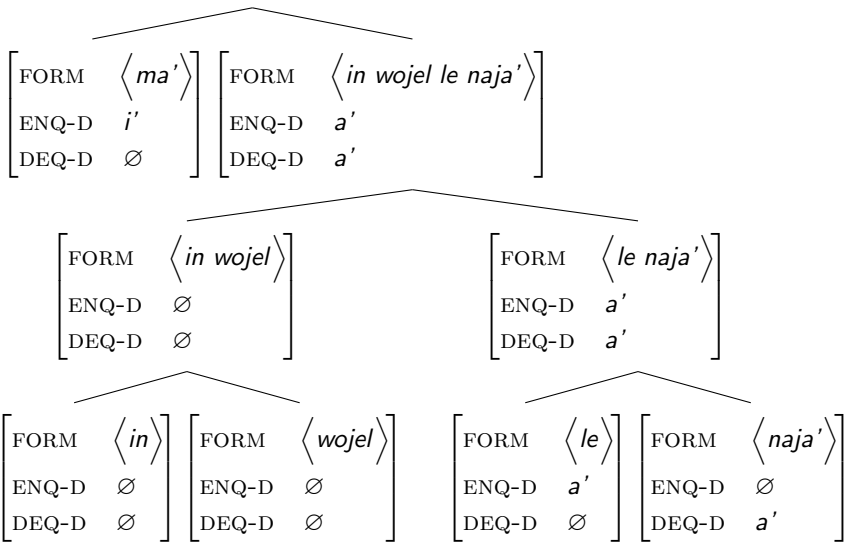 FORM ⟨ma’⟩
ENQ-D i’
DEQ-D ∅
FORM ⟨in wojel le naja’⟩
ENQ-D a’
DEQ-D a’
FORM ⟨in wojel⟩
ENQ-D ∅
DEQ-D ∅
FORM ⟨le naja’⟩
ENQ-D a’
DEQ-D a’
FORM ⟨in⟩
ENQ-D ∅
DEQ-D ∅
FORM ⟨wojel⟩
ENQ-D ∅
DEQ-D ∅
FORM ⟨le⟩
ENQ-D a’
DEQ-D ∅
FORM ⟨naja’⟩
ENQ-D ∅
DEQ-D a’